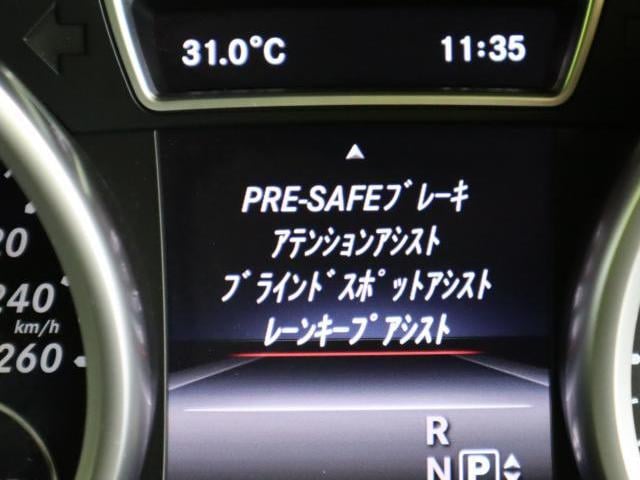 31.0°C 11:35
PRE-SAFEﾌﾞﾚｰｷ
ｱﾃﾝｼｮﾝｱｼｽﾄ
ﾌﾞﾗｲﾝﾄﾞｽﾎﾟｯﾄｱｼｽﾄ
ﾚｰﾝｷｰﾌﾟｱｼｽﾄ
20
240
km/h
260
R
N P